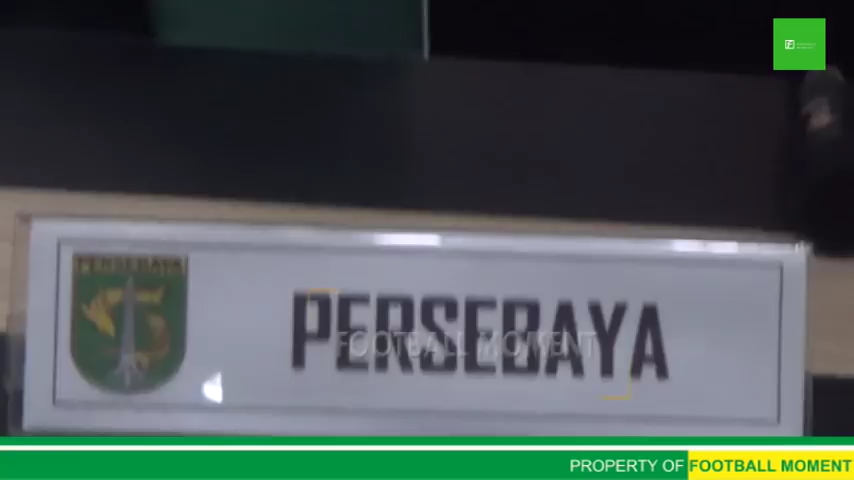 PERSEBAYA
PERSEBAYA
FOOTBALL MOMENT
PROPERTY OF FOOTBALL MOMENT